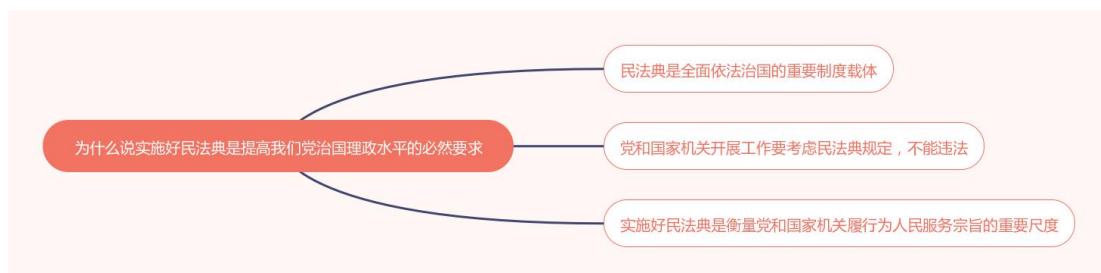 民法典是全面依法治国的重要制度载体
为什么说实施好民法典是提高我们党治国理政水平的必然要求
党和国家机关开展工作要考虑民法典规定，不能违法
实施好民法典是衡量党和国家机关履行为人民服务宗旨的重要尺度